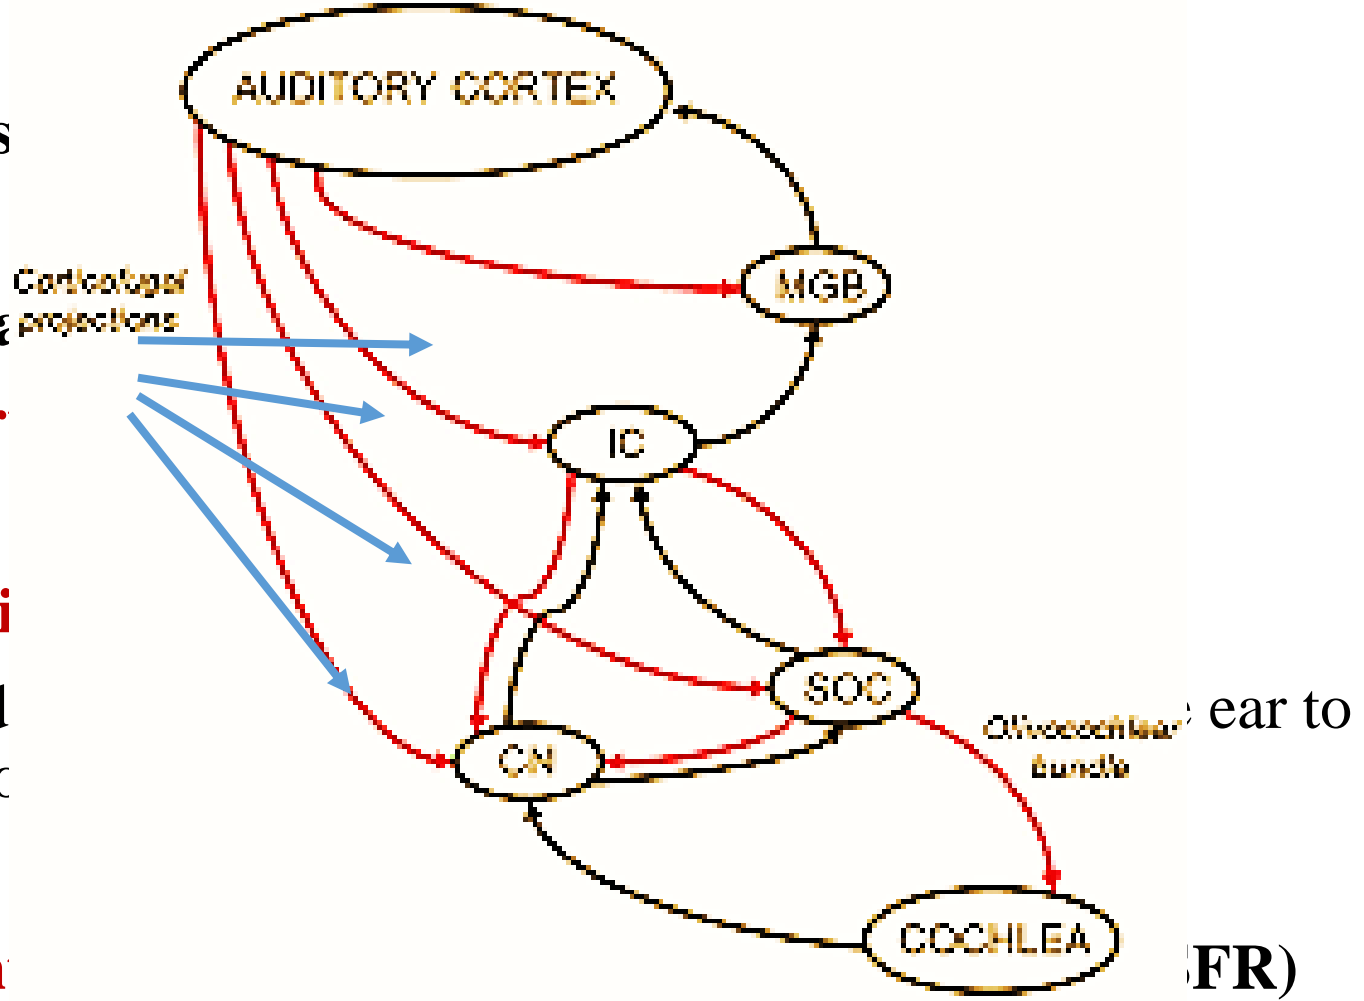 AUDITORY CORTEX
s
MGB
Corticofugal
projections
IC
i
SOC
d
ear to
Olivocochlear
bundle
CN
COCHLEA
FR)